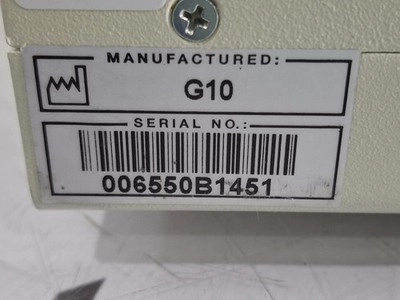 MANUFACTURED:
G10
SERIAL NO.:
006550B1451